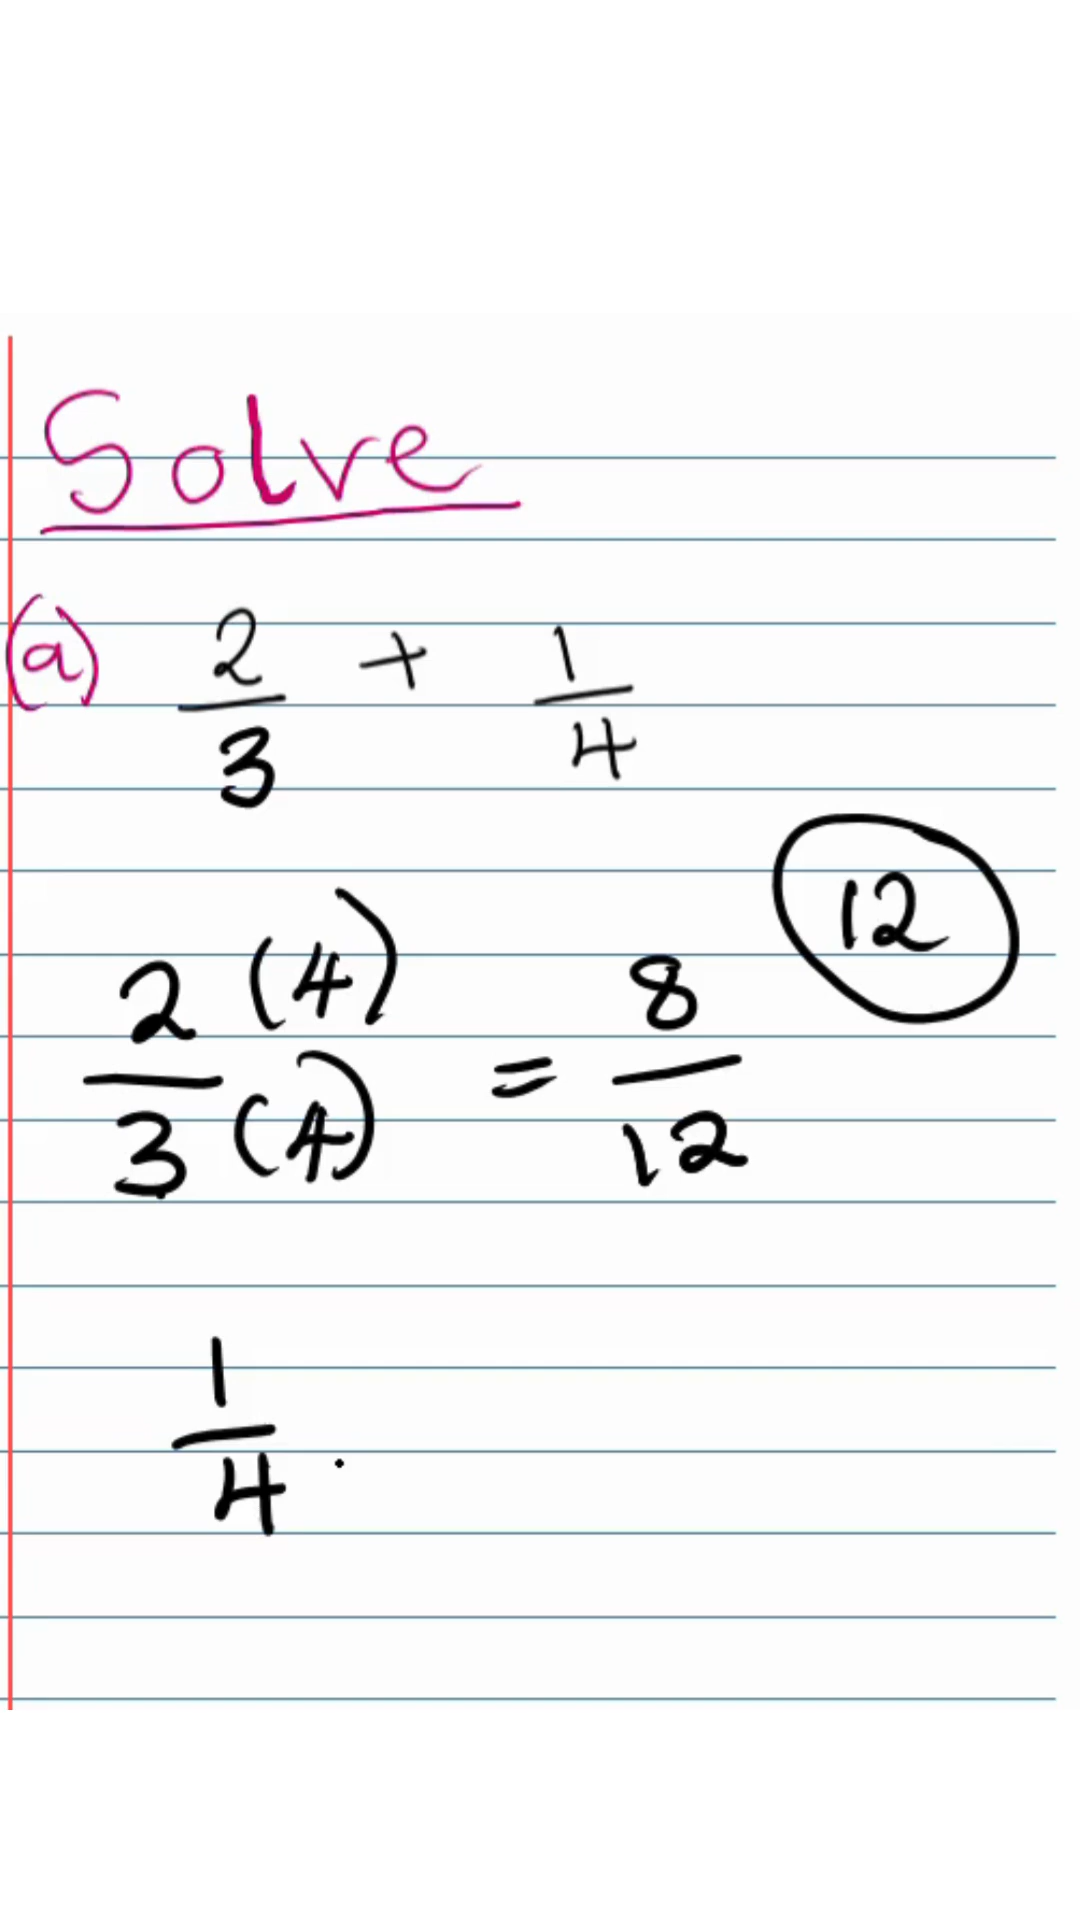 Solve
(a) 2/3 + 1/4
12
2(4)/3(4) = 8/12
1/4 .